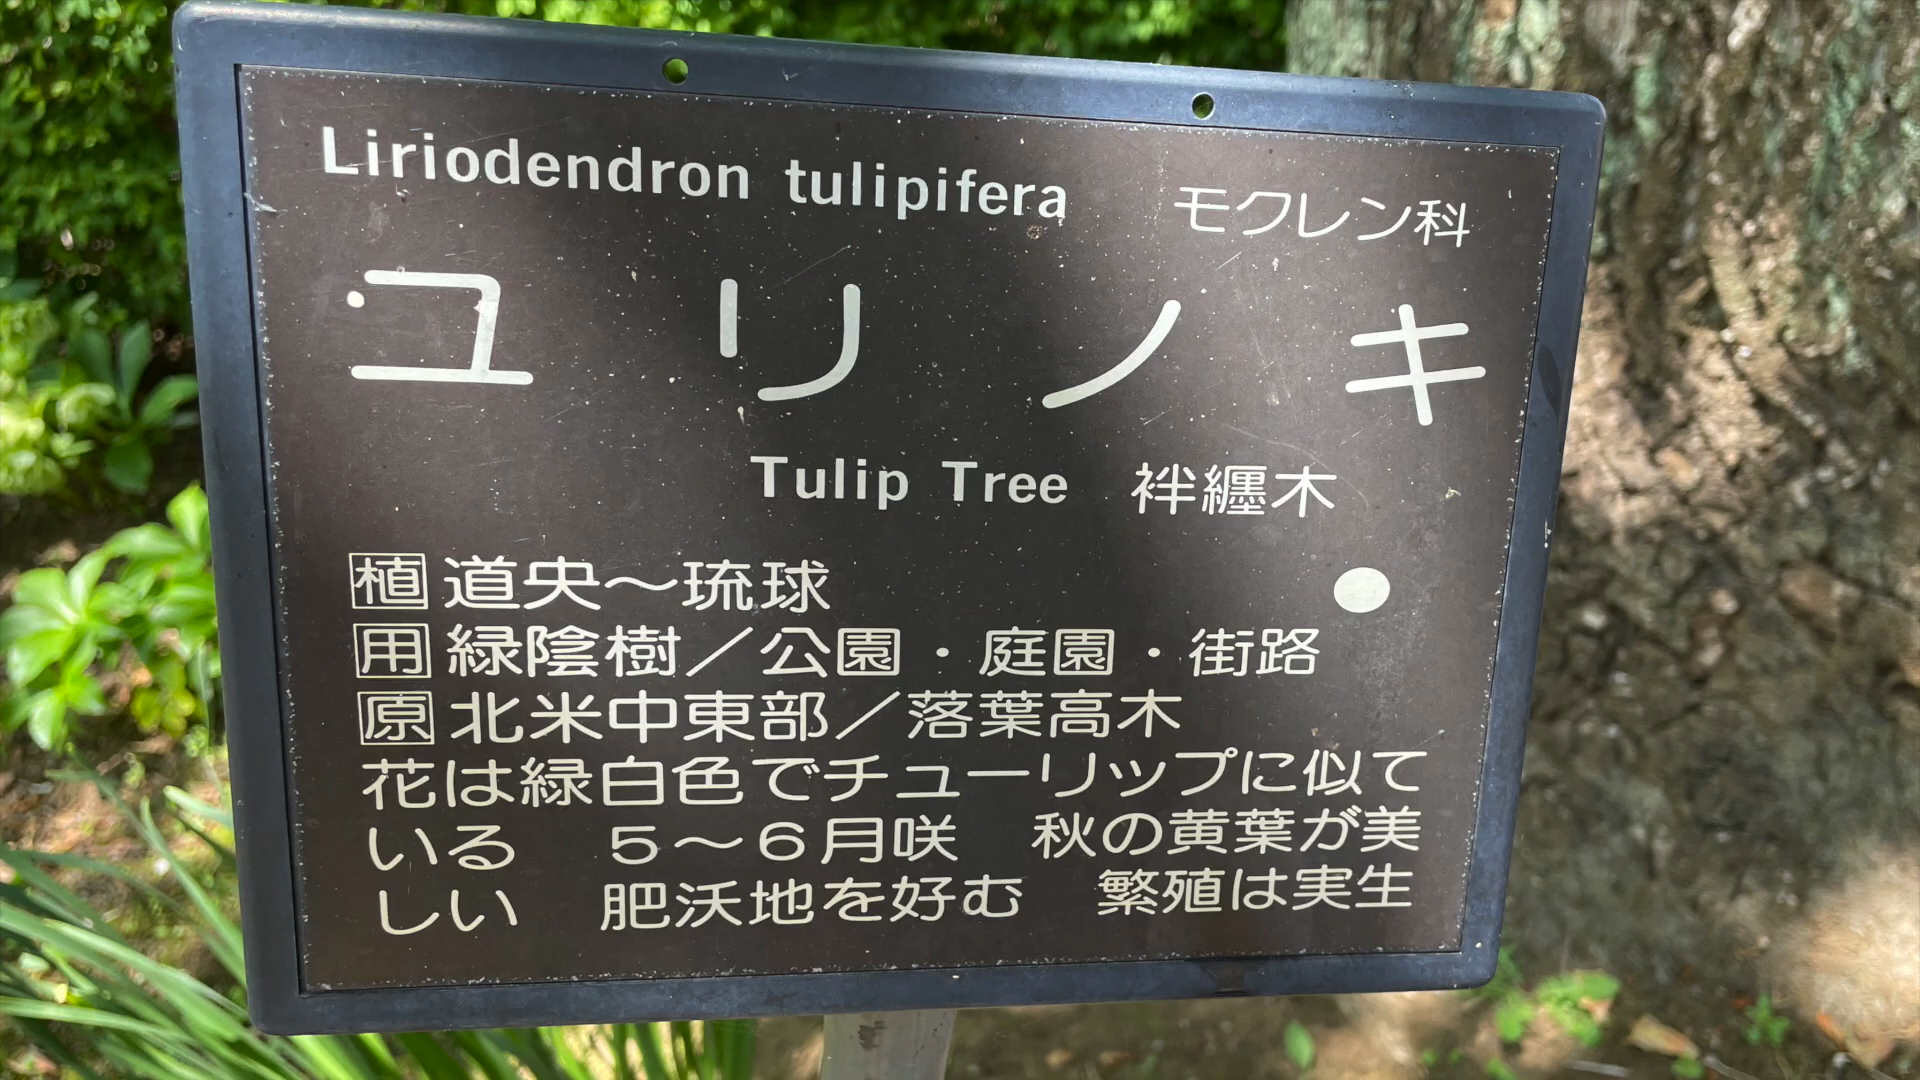 Liriodendron tulipifera モクレン科
ユリノキ
Tulip Tree 袢纒木
植 道央～琉球
用 緑陰樹／公園・庭園・街路
原 北米中東部／落葉高木
花は緑白色でチューリップに似て
いる　5～6月咲　秋の黄葉が美
しい　肥沃地を好む　繁殖は実生